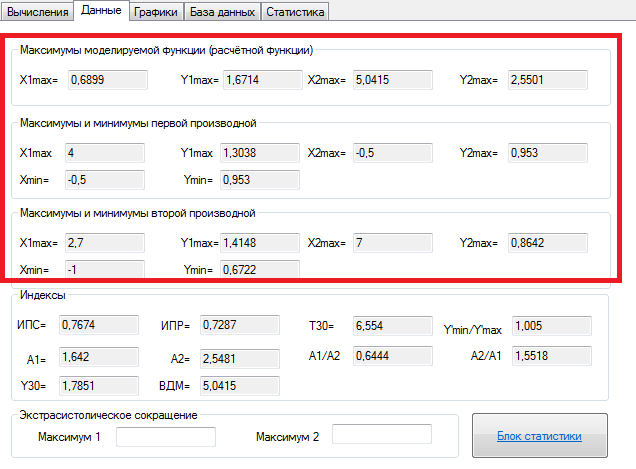 Вычисления Данные Графики База данных Статистика
Максимумы моделируемой функции (расчётной функции)
X1max= 0,6899 Y1max= 1,6714 X2max= 5,0415 Y2max= 2,5501
Максимумы и минимумы первой производной
X1max 4 Y1max 1,3038 X2max= -0,5 Y2max= 0,953
Xmin= -0,5 Ymin= 0,953
Максимумы и минимумы второй производной
X1max= 2,7 Y1max= 1,4148 X2max= 7 Y2max= 0,8642
Xmin= -1 Ymin= 0,6722
Индексы
ИПС= 0,7674 ИПР= 0,7287 T30= 6,554 Y'min/Y'max 1,005
A1= 1,642 A2= 2,5481 A1/A2 0,6444 A2/A1 1,5518
Y30= 1,7851 ВДМ= 5,0415
Экстрасистолическое сокращение
Максимум 1 Максимум 2
Блок статистики